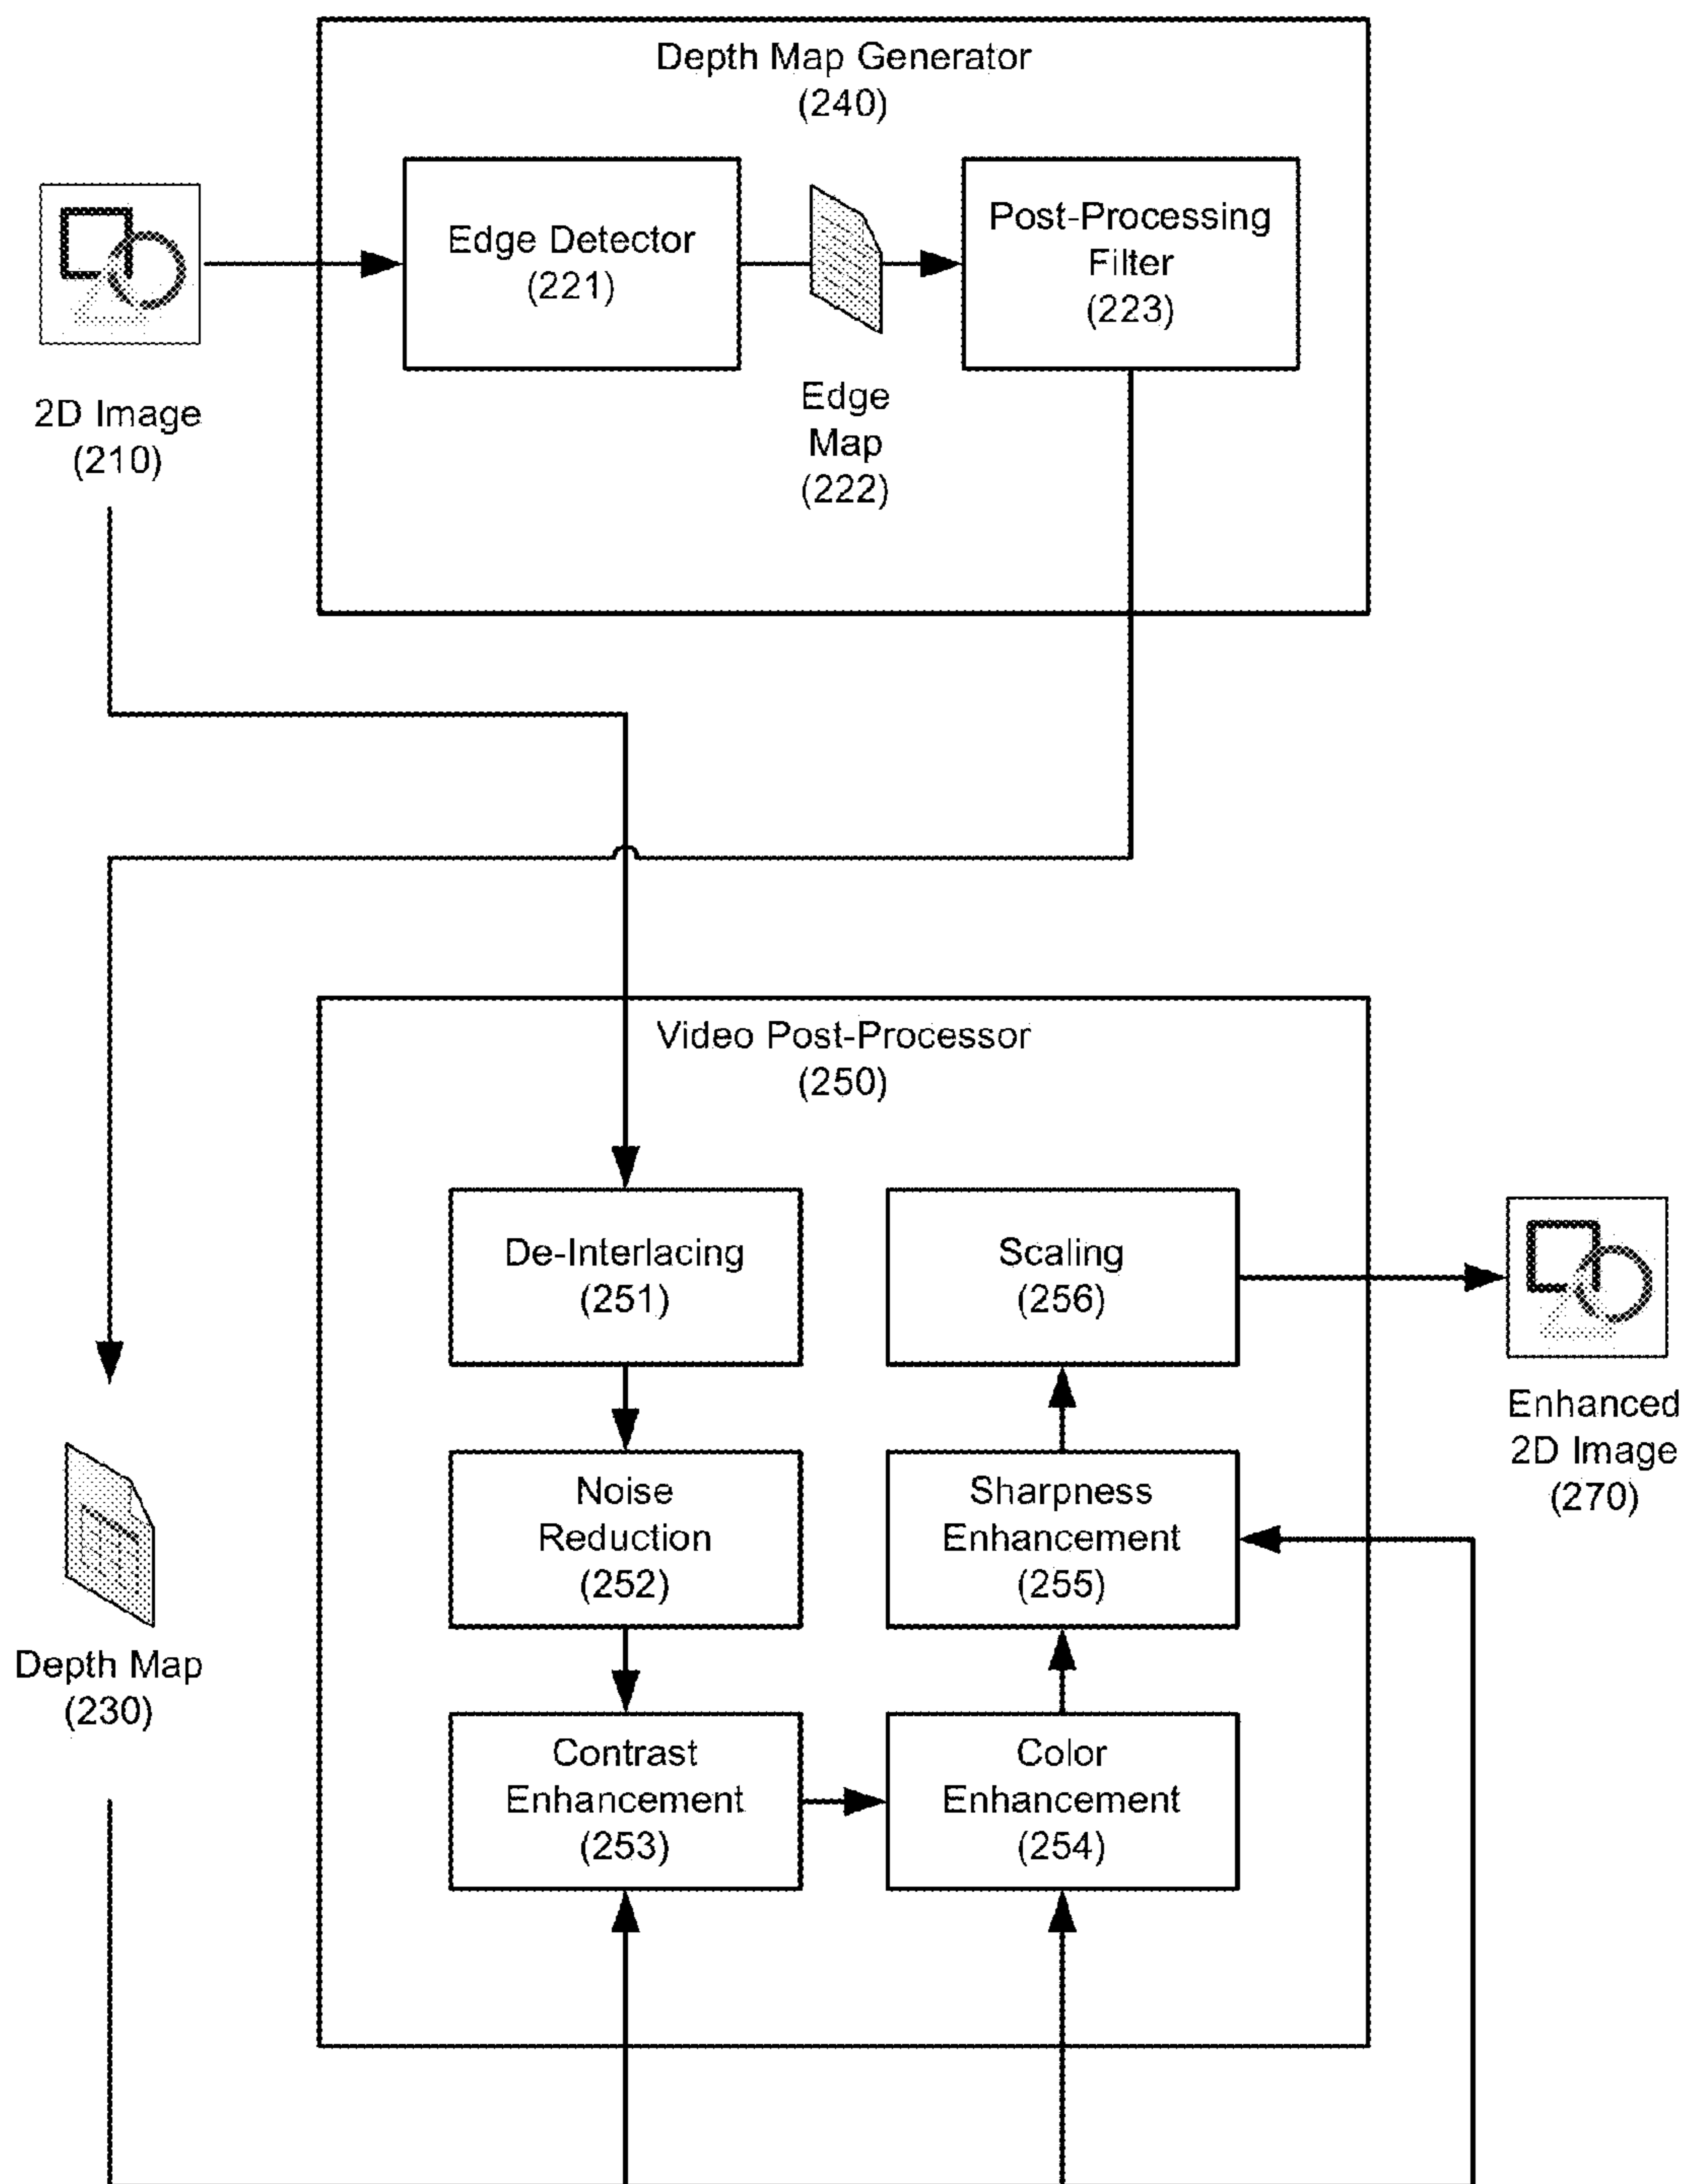 Depth Map Generator
(240)
Edge Detector
(221)
Post-Processing
Filter
(223)
Edge
Map
(222)
2D Image
(210)
Video Post-Processor
(250)
De-Interlacing
(251)
Scaling
(256)
Enhanced
2D Image
(270)
Noise
Reduction
(252)
Sharpness
Enhancement
(255)
Depth Map
(230)
Contrast
Enhancement
(253)
Color
Enhancement
(254)